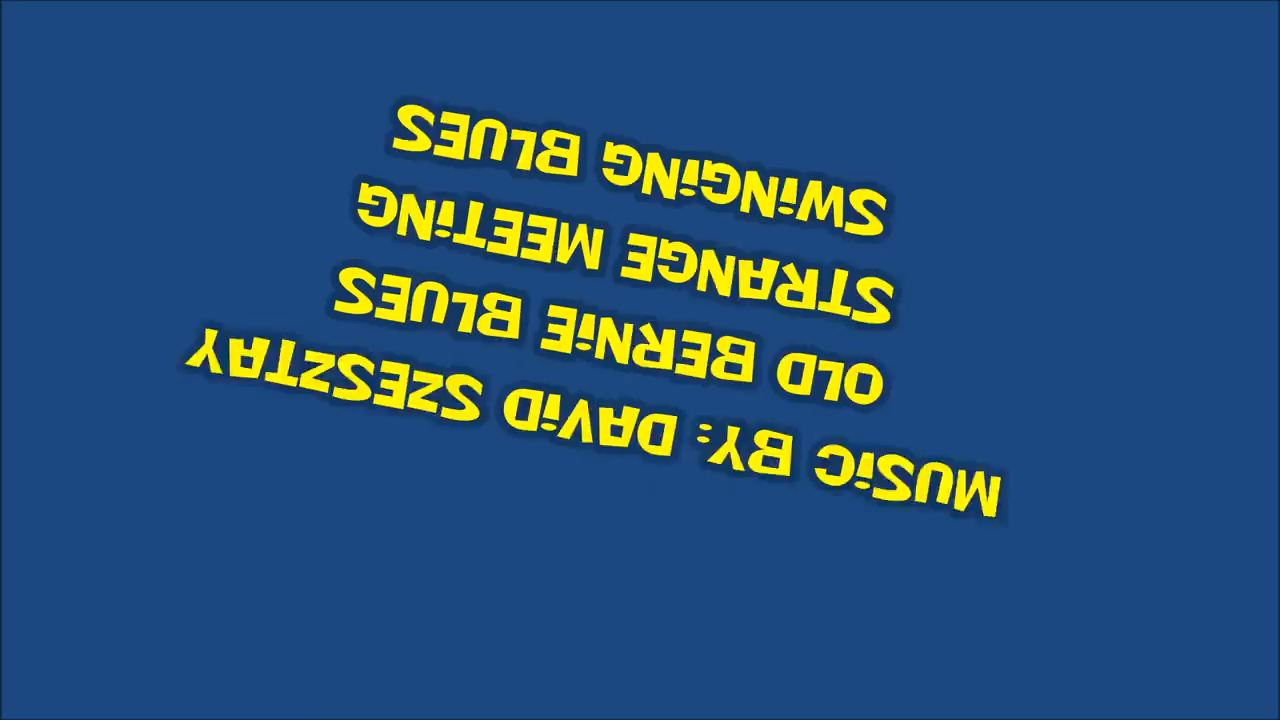 MUSiC BY: DAViD SZESZTAY
OLD BERNiE BLUES
STRANGE MEETiNG
SWiNGiNG BLUES